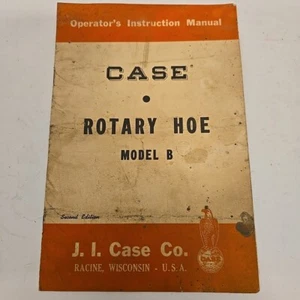 Operator's Instruction Manual
CASE
•
ROTARY HOE
MODEL B
Second Edition
J. I. Case Co.
RACINE, WISCONSIN - U.S.A.